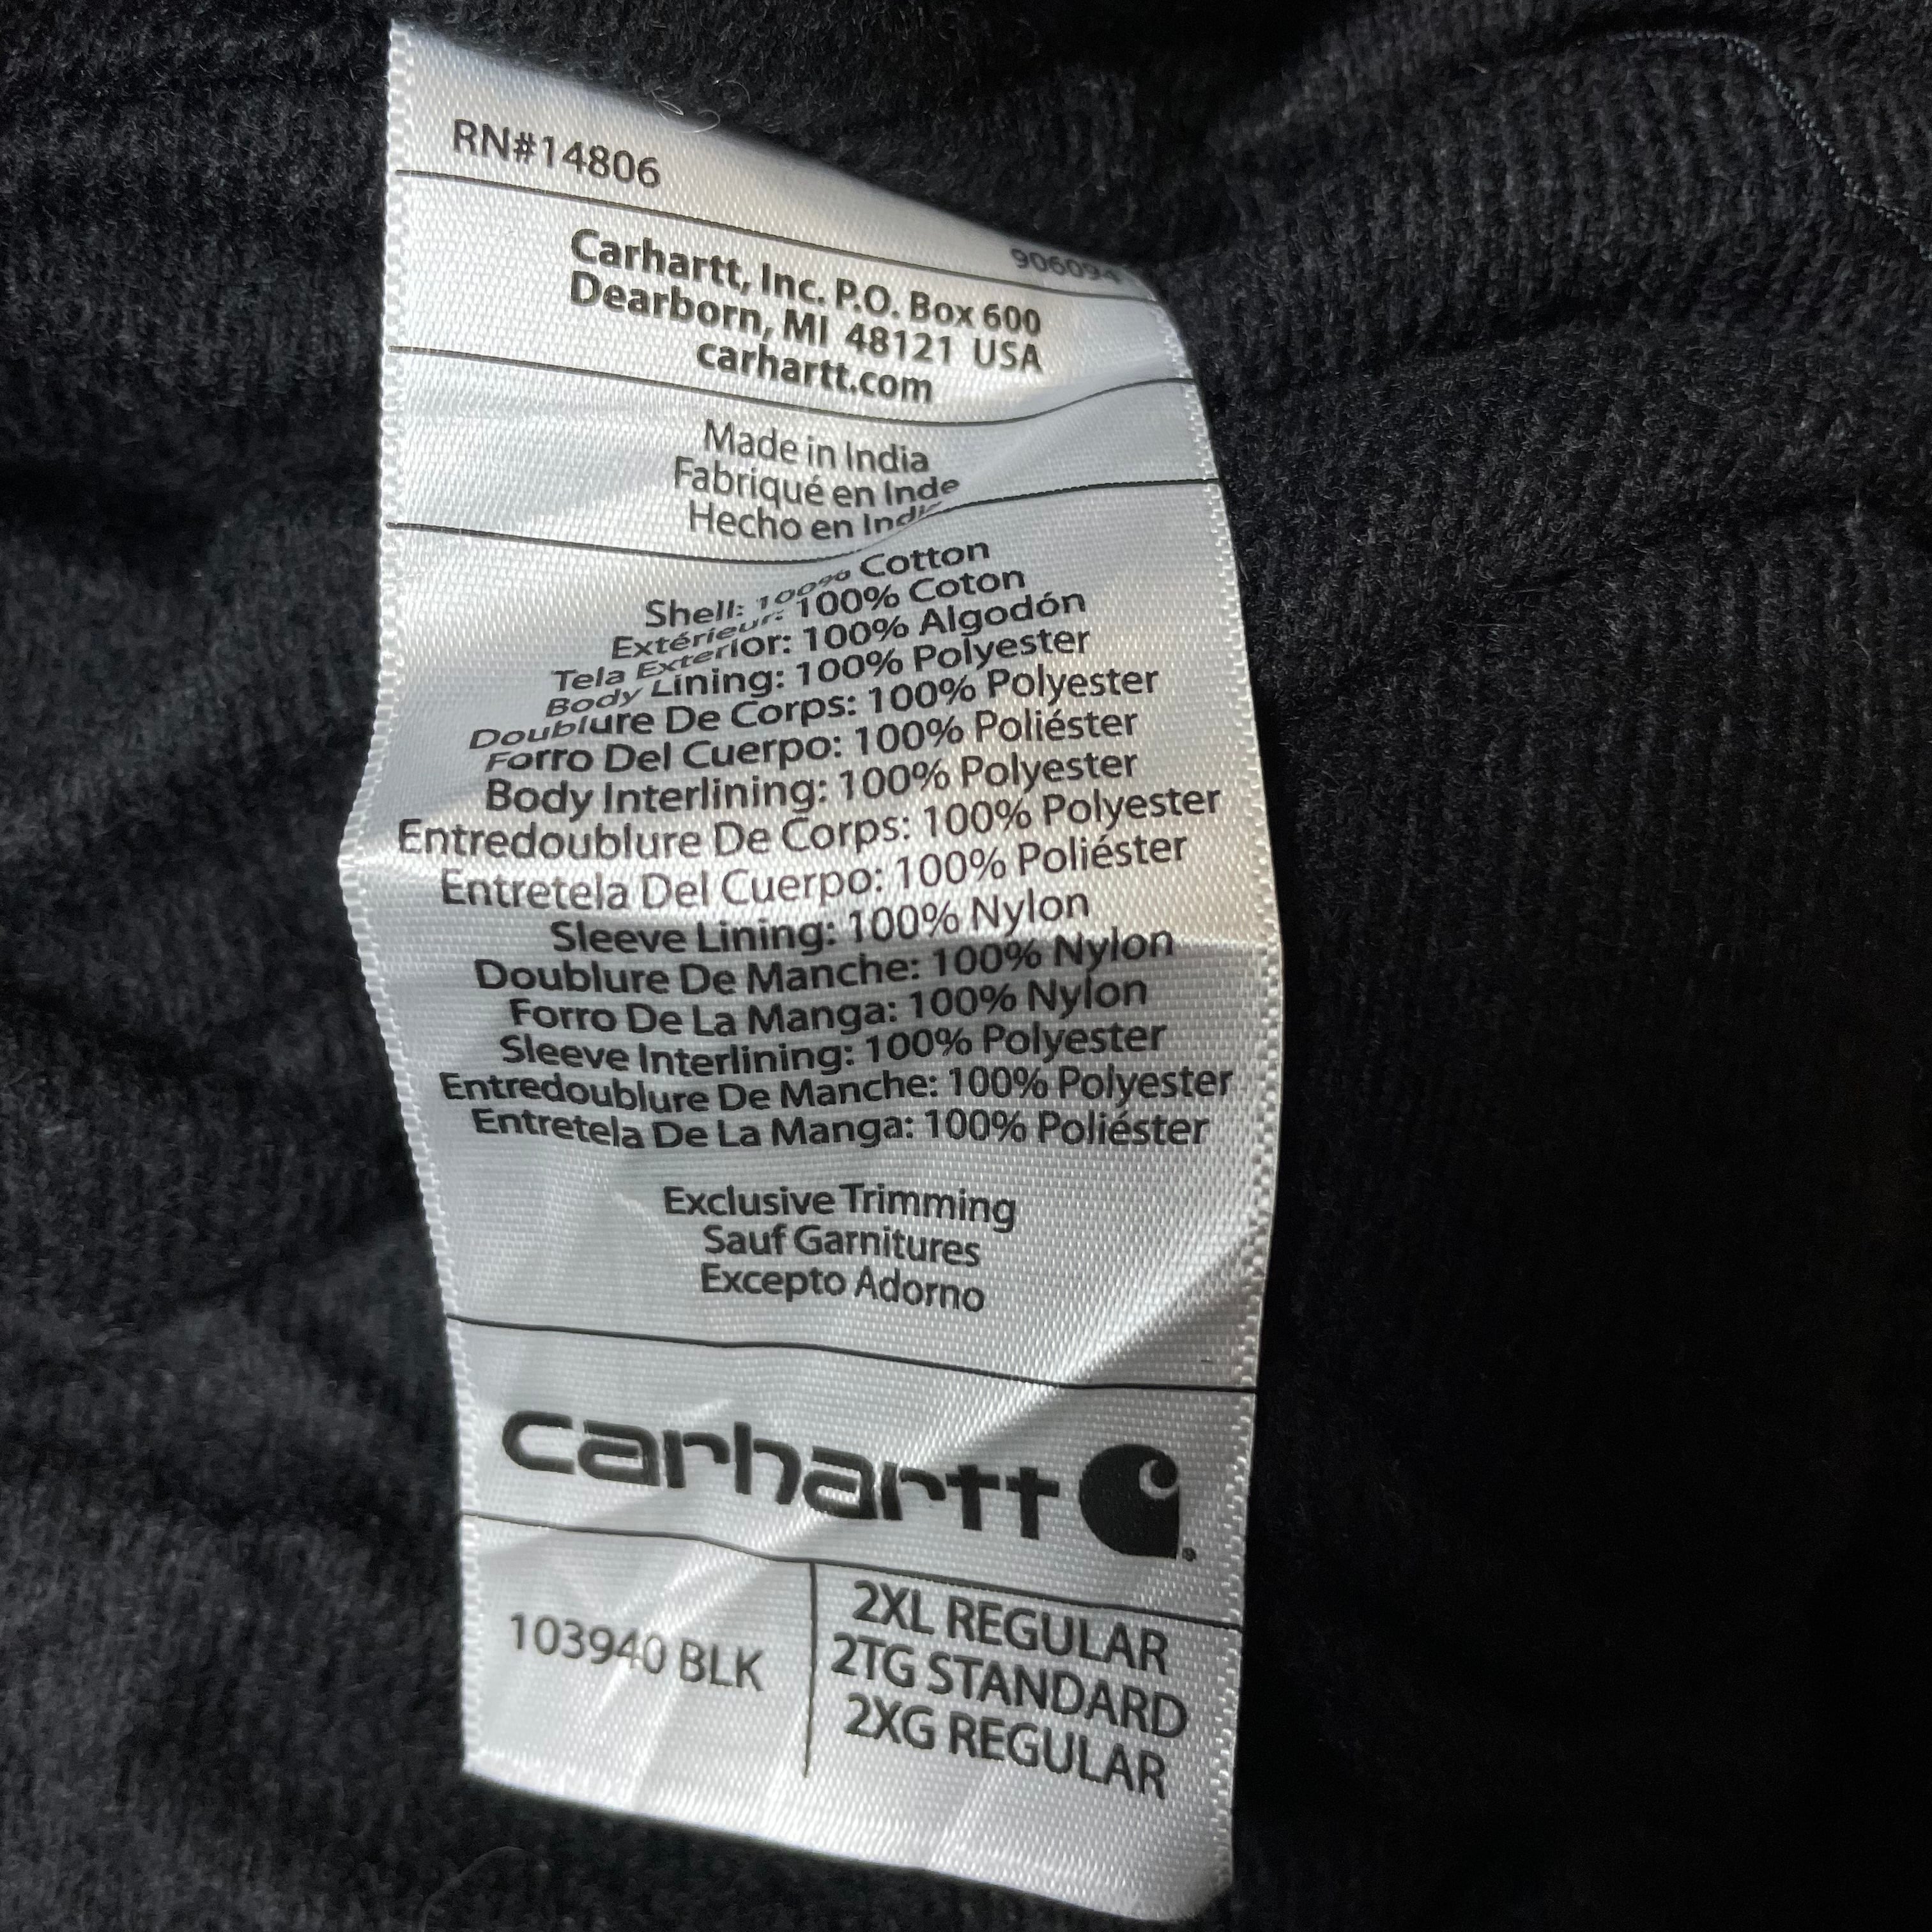 RN#14806
906094
Carhartt, Inc. P.O. Box 600
Dearborn, MI 48121 USA
carhartt.com
Made in India
Fabriqué en Inde
Hecho en India
Shell: 100% Cotton
Extérieur: 100% Coton
Tela Exterior: 100% Algodón
Body Lining: 100% Polyester
Doublure De Corps: 100% Polyester
Forro Del Cuerpo: 100% Poliéster
Body Interlining: 100% Polyester
Entredoublure De Corps: 100% Polyester
Entretela Del Cuerpo: 100% Poliéster
Sleeve Lining: 100% Nylon
Doublure De Manche: 100% Nylon
Forro De La Manga: 100% Nylon
Sleeve Interlining: 100% Polyester
Entredoublure De Manche: 100% Polyester
Entretela De La Manga: 100% Poliéster
Exclusive Trimming
Sauf Garnitures
Excepto Adorno
carhartt
103940 BLK
2XL REGULAR
2TG STANDARD
2XG REGULAR